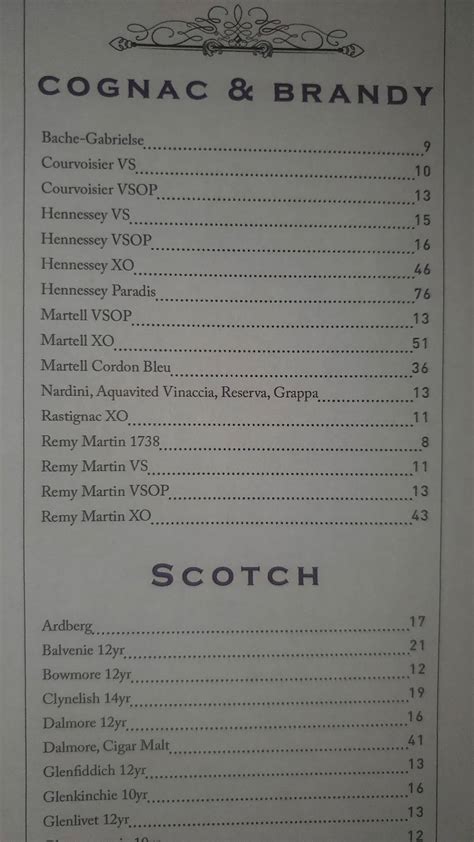 COGNAC & BRANDY
Bache-Gabrielse 9
Courvoisier VS 10
Courvoisier VSOP 13
Hennessey VS 15
Hennessey VSOP 16
Hennessey XO 46
Hennessey Paradis 76
Martell VSOP 13
Martell XO 51
Martell Cordon Bleu 36
Nardini, Aquavited Vinaccia, Reserva, Grappa 13
Rastignac XO 11
Remy Martin 1738 8
Remy Martin VS 11
Remy Martin VSOP 13
Remy Martin XO 43
SCOTCH
Ardberg 17
Balvenie 12yr 21
Bowmore 12yr 12
Clynelish 14yr 19
Dalmore 12yr 16
Dalmore, Cigar Malt 41
Glenfiddich 12yr 13
Glenkinchie 10yr 16
Glenlivet 12yr 13
12